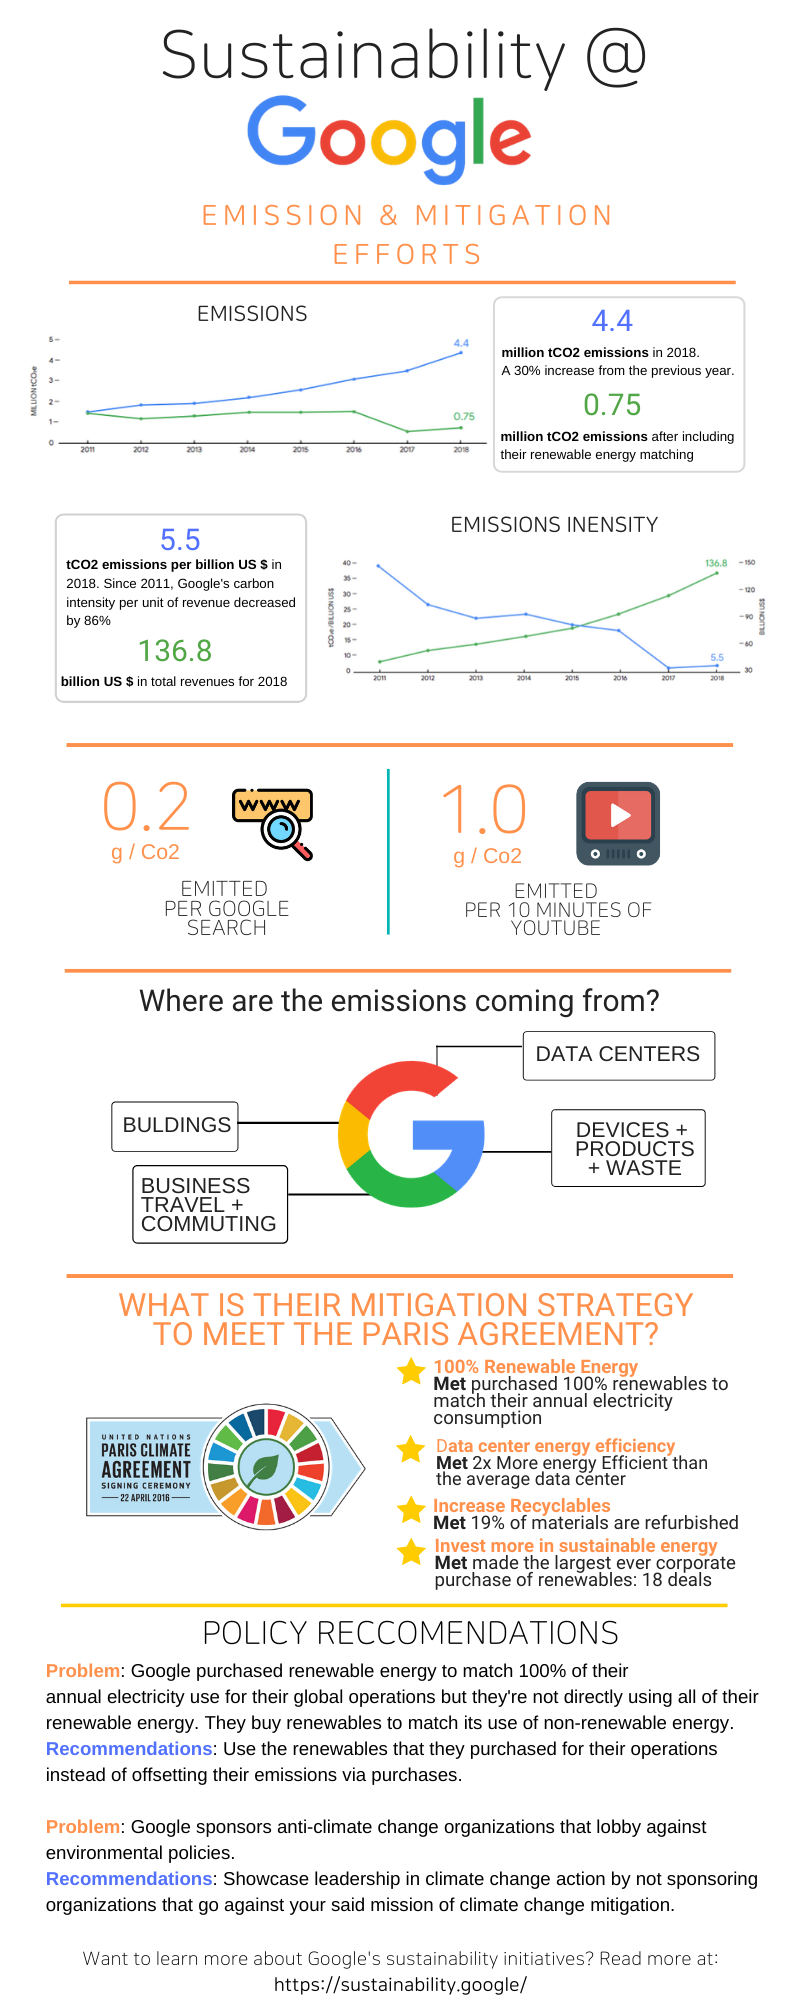 Sustainability @
Google
EMISSION & MITIGATION
EFFORTS
EMISSIONS
MILLION tCO₂e
5
4
3
2
1
0
4.4
0.75
2011 2012 2013 2014 2015 2016 2017 2018
4.4
million tCO2 emissions in 2018.
A 30% increase from the previous year.
0.75
million tCO2 emissions after including
their renewable energy matching
5.5
tCO2 emissions per billion US $ in
2018. Since 2011, Google's carbon
intensity per unit of revenue decreased
by 86%
136.8
billion US $ in total revenues for 2018
EMISSIONS INENSITY
tCO₂e / BILLION US$
40
35
30
25
20
15
10
0
136.8
5.5
150
120
90
60
30
BILLION US$
2011 2012 2013 2014 2015 2016 2017 2018
0.2
g / Co2
WWW
EMITTED
PER GOOGLE
SEARCH
1.0
g / Co2
EMITTED
PER 10 MINUTES OF
YOUTUBE
Where are the emissions coming from?
DATA CENTERS
BULDINGS
DEVICES +
PRODUCTS
+ WASTE
BUSINESS
TRAVEL +
COMMUTING
WHAT IS THEIR MITIGATION STRATEGY
TO MEET THE PARIS AGREEMENT?
UNITED NATIONS
PARIS CLIMATE
AGREEMENT
SIGNING CEREMONY
22 APRIL 2016
100% Renewable Energy
Met purchased 100% renewables to
match their annual electricity
consumption
Data center energy efficiency
Met 2x More energy Efficient than
the average data center
Increase Recyclables
Met 19% of materials are refurbished
Invest more in sustainable energy
Met made the largest ever corporate
purchase of renewables: 18 deals
POLICY RECCOMENDATIONS
Problem: Google purchased renewable energy to match 100% of their
annual electricity use for their global operations but they're not directly using all of their
renewable energy. They buy renewables to match its use of non-renewable energy.
Recommendations: Use the renewables that they purchased for their operations
instead of offsetting their emissions via purchases.
Problem: Google sponsors anti-climate change organizations that lobby against
environmental policies.
Recommendations: Showcase leadership in climate change action by not sponsoring
organizations that go against your said mission of climate change mitigation.
Want to learn more about Google's sustainability initiatives? Read more at:
https://sustainability.google/